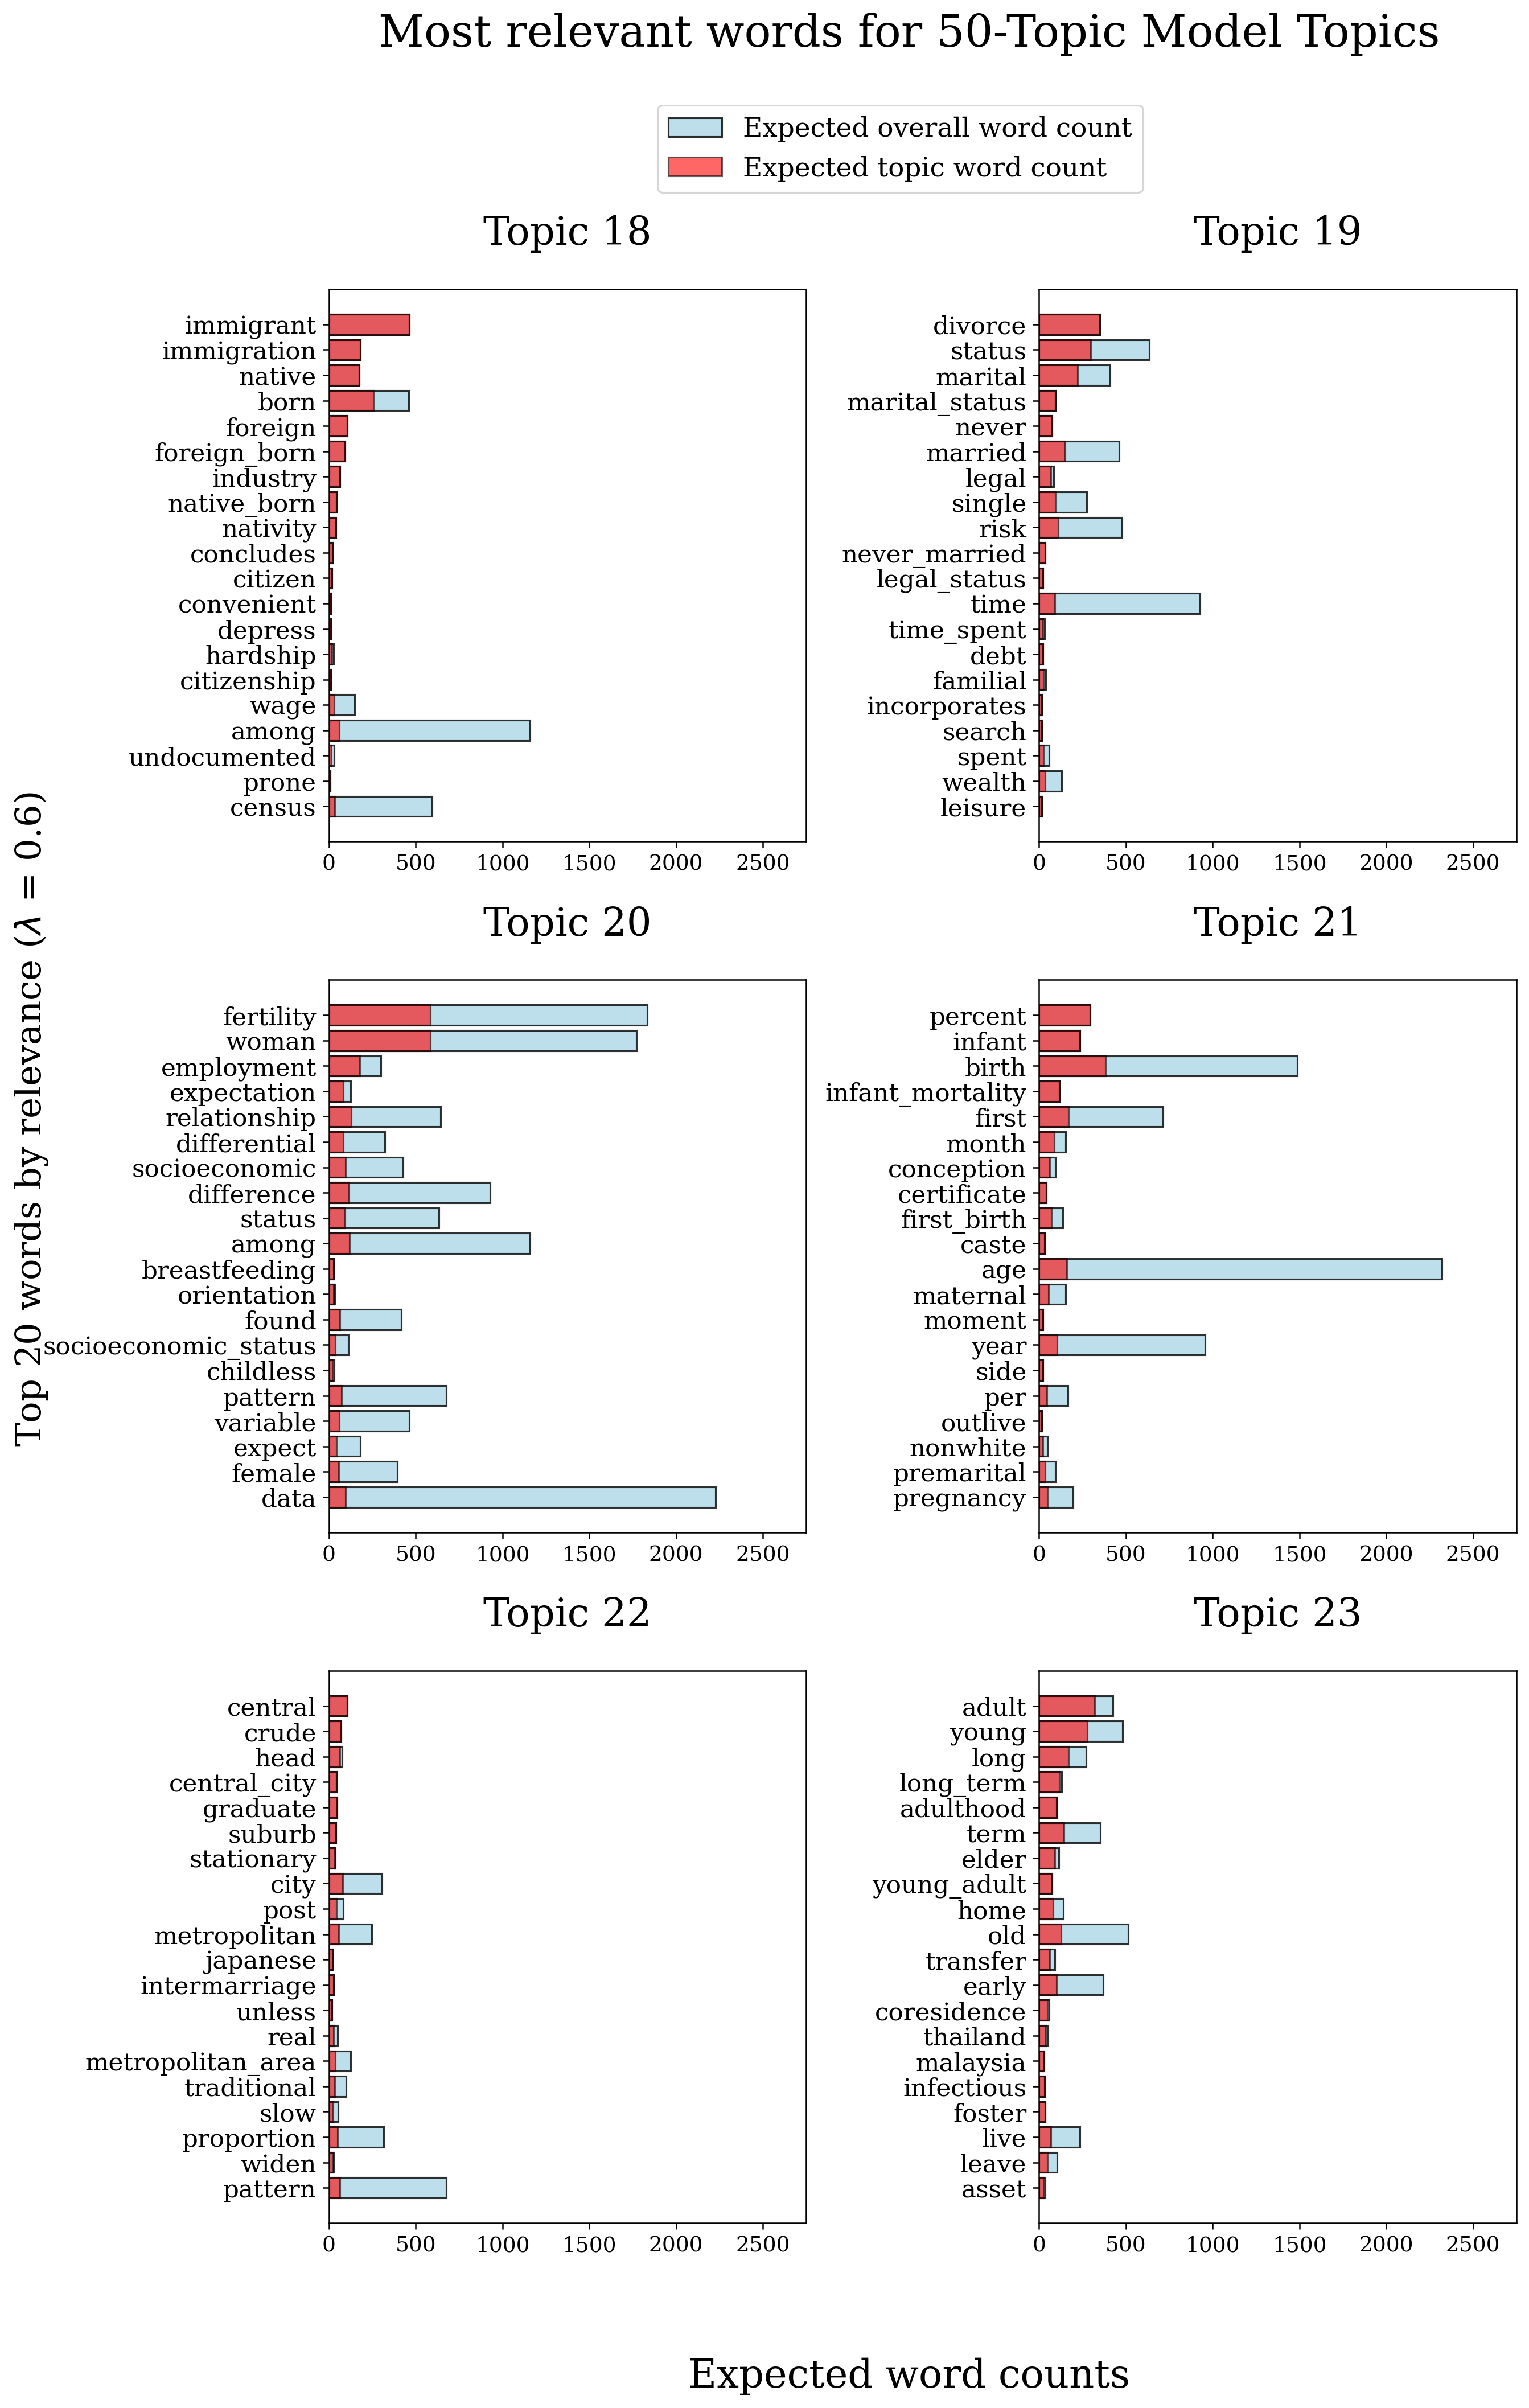 Most relevant words for 50-Topic Model Topics
Expected overall word count
Expected topic word count
Top 20 words by relevance (λ = 0.6)
Topic 18
immigrant
immigration
native
born
foreign
foreign_born
industry
native_born
nativity
concludes
citizen
convenient
depress
hardship
citizenship
wage
among
undocumented
prone
census
0 500 1000 1500 2000 2500
Topic 19
divorce
status
marital
marital_status
never
married
legal
single
risk
never_married
legal_status
time
time_spent
debt
familial
incorporates
search
spent
wealth
leisure
0 500 1000 1500 2000 2500
Topic 20
fertility
woman
employment
expectation
relationship
differential
socioeconomic
difference
status
among
breastfeeding
orientation
found
socioeconomic_status
childless
pattern
variable
expect
female
data
0 500 1000 1500 2000 2500
Topic 21
percent
infant
birth
infant_mortality
first
month
conception
certificate
first_birth
caste
age
maternal
moment
year
side
per
outlive
nonwhite
premarital
pregnancy
0 500 1000 1500 2000 2500
Topic 22
central
crude
head
central_city
graduate
suburb
stationary
city
post
metropolitan
japanese
intermarriage
unless
real
metropolitan_area
traditional
slow
proportion
widen
pattern
0 500 1000 1500 2000 2500
Topic 23
adult
young
long
long_term
adulthood
term
elder
young_adult
home
old
transfer
early
coresidence
thailand
malaysia
infectious
foster
live
leave
asset
0 500 1000 1500 2000 2500
Expected word counts